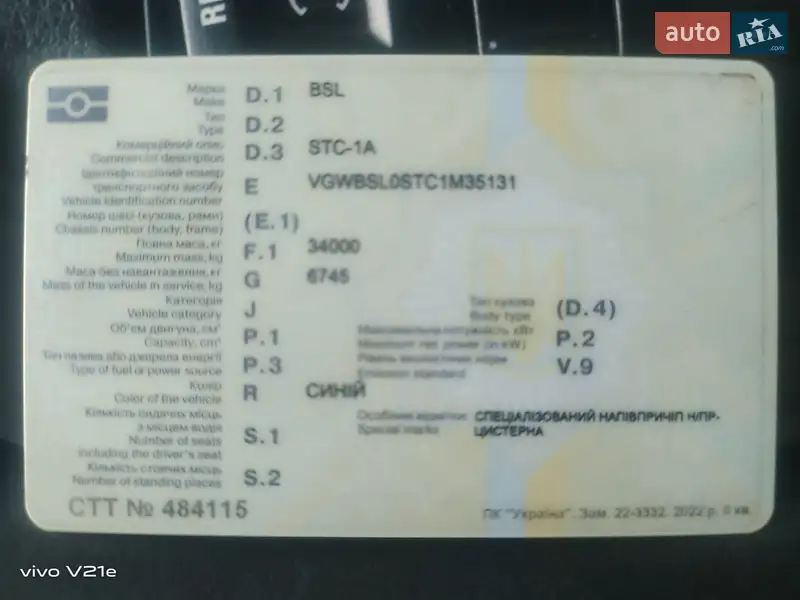 auto RIA .com
Марка D.1 BSL
Make
Тип D.2
Type
Комерційний опис D.3 STC-1A
Commercial description
Ідентифікаційний номер
транспортного засобу E VGWBSL0STC1M35131
Vehicle identification number
Номер шасі (кузова, рами) (E.1)
Chassis number (body, frame)
Повна маса, кг F.1 34000
Maximum mass, kg
Маса без навантаження, кг G 6745
Mass of the vehicle in service, kg
Категорія J Тип кузова (D.4)
Vehicle category Body type
Об'єм двигуна, см³ P.1 Максимальна потужність кВт P.2
Capacity, cm³ Maximum net power (in kW)
Тип палива або джерела енергії P.3 V.9
Type of fuel or power source Emission standard
Колір R СИНІЙ
Color of the vehicle
Кількість сидячих місць Особливі відмітки СПЕЦІАЛІЗОВАНИЙ НАПІВПРИЧІП Н/ПР-
з місцем водія S.1 Special marks ЦИСТЕРНА
Number of seats
including the driver's seat
Кількість стоячих місць S.2
Number of standing places
СТТ № 484115
ПК "Україна". Зам. 22-3332. 2022 р. II кв.
vivo V21e